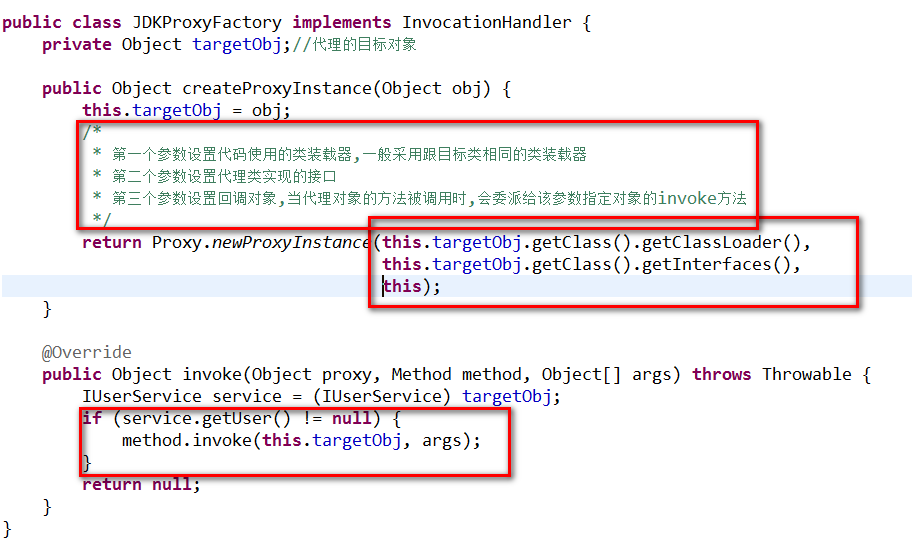 public class JDKProxyFactory implements InvocationHandler {
private Object targetObj;//代理的目标对象
public Object createProxyInstance(Object obj) {
this.targetObj = obj;
/*
* 第一个参数设置代码使用的类装载器,一般采用跟目标类相同的类装载器
* 第二个参数设置代理类实现的接口
* 第三个参数设置回调对象,当代理对象的方法被调用时,会委派给该参数指定对象的invoke方法
*/
return Proxy.newProxyInstance(this.targetObj.getClass().getClassLoader(),
this.targetObj.getClass().getInterfaces(),
this);
}
@Override
public Object invoke(Object proxy, Method method, Object[] args) throws Throwable {
IUserService service = (IUserService) targetObj;
if (service.getUser() != null) {
method.invoke(this.targetObj, args);
}
return null;
}
}